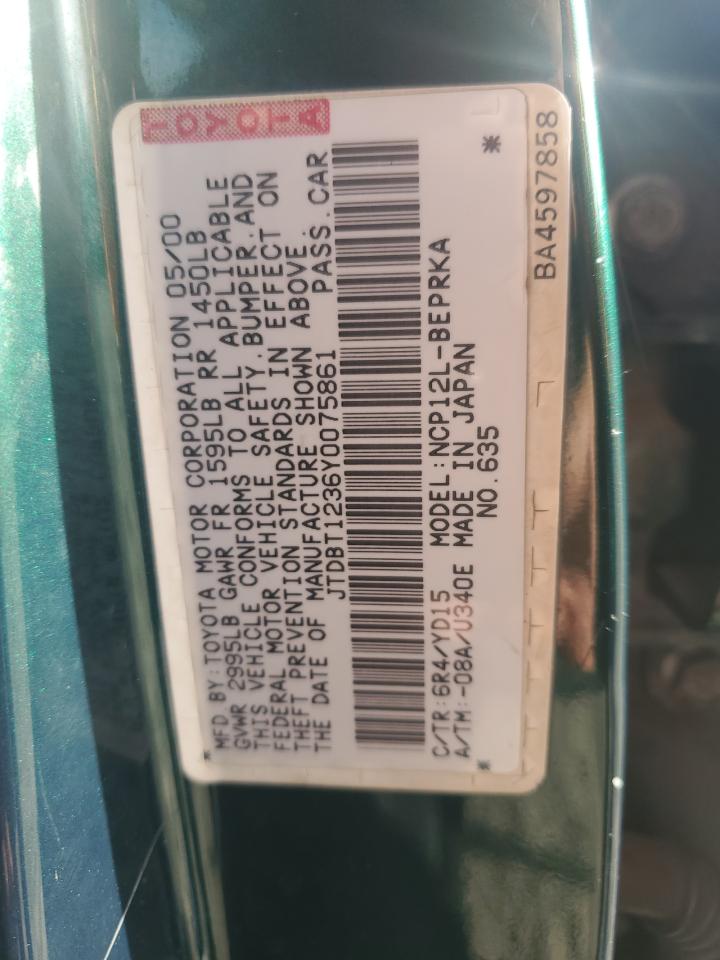 TOYOTA
MFD. BY:TOYOTA MOTOR CORPORATION 05/00
GVWR 2995LB GAWR FR 1595LB RR 1450LB
THIS VEHICLE CONFORMS TO ALL APPLICABLE
FEDERAL MOTOR VEHICLE SAFETY,BUMPER,AND
THEFT PREVENTION STANDARDS IN EFFECT ON
THE DATE OF MANUFACTURE SHOWN ABOVE.
JTDBT1236Y0075861 PASS.CAR
C/TR:6R4/YD15 MODEL:NCP12L-BEPRKA
A/TM:-08A/U340E MADE IN JAPAN
NO.635
BA4597858